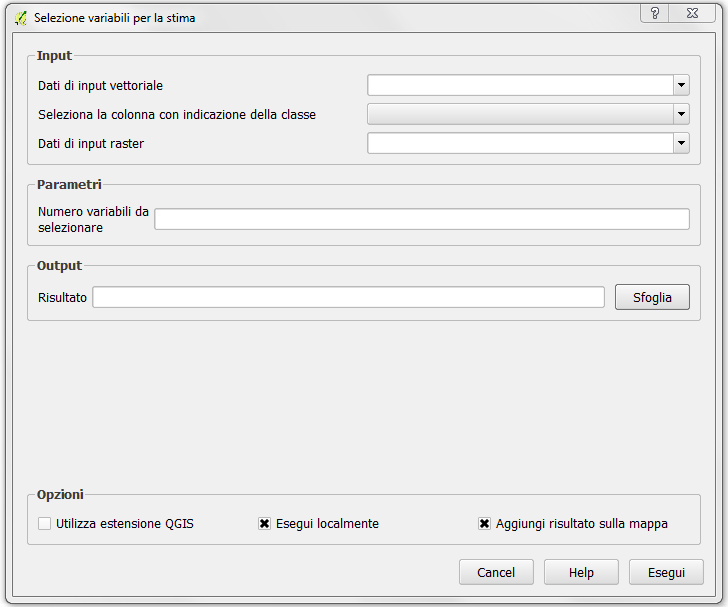 Selezione variabili per la stima
?
Input
Dati di input vettoriale
Seleziona la colonna con indicazione della classe
Dati di input raster
Parametri
Numero variabili da
selezionare
Output
Risultato
Sfoglia
Opzioni
Utilizza estensione QGIS
Esegui localmente
Aggiungi risultato sulla mappa
Cancel
Help
Esegui